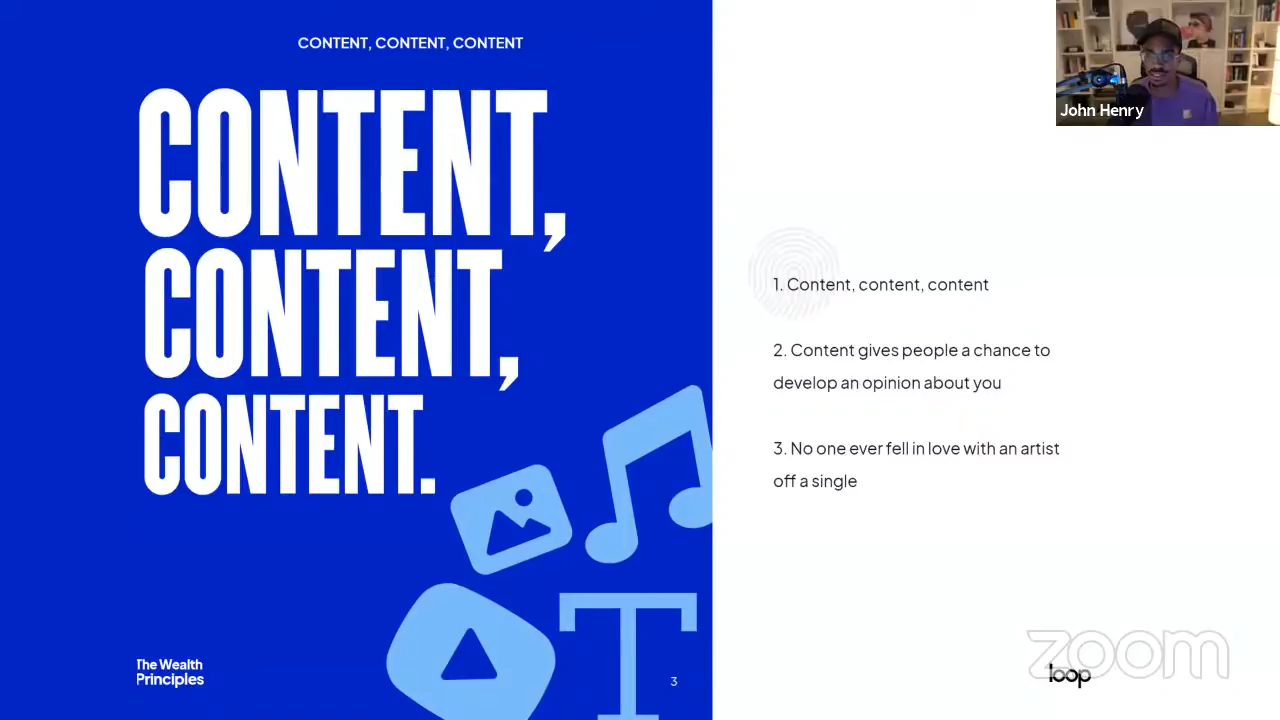 CONTENT, CONTENT, CONTENT
CONTENT,
CONTENT,
CONTENT.
The Wealth
Principles
3
John Henry
1. Content, content, content
2. Content gives people a chance to
develop an opinion about you
3. No one ever fell in love with an artist
off a single
zoom
loop